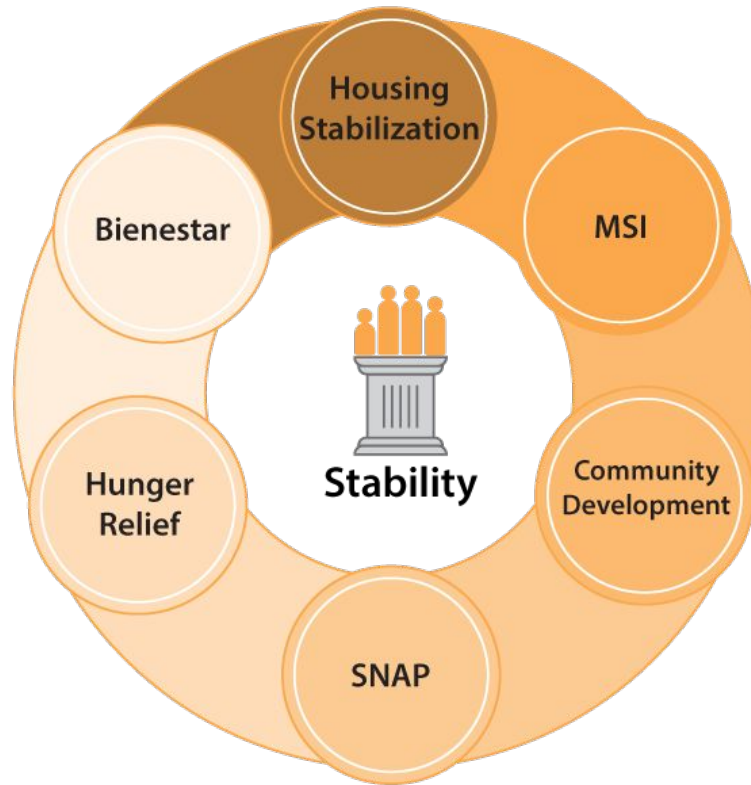 Housing
Stabilization
MSI
Community
Development
SNAP
Hunger
Relief
Bienestar
Stability